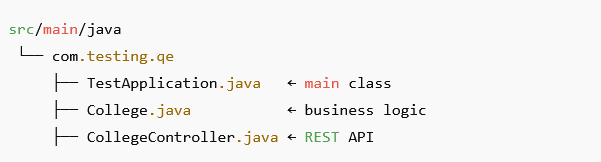 src/main/java
└── com.testing.qe
├── TestApplication.java ← main class
├── College.java ← business logic
├── CollegeController.java ← REST API